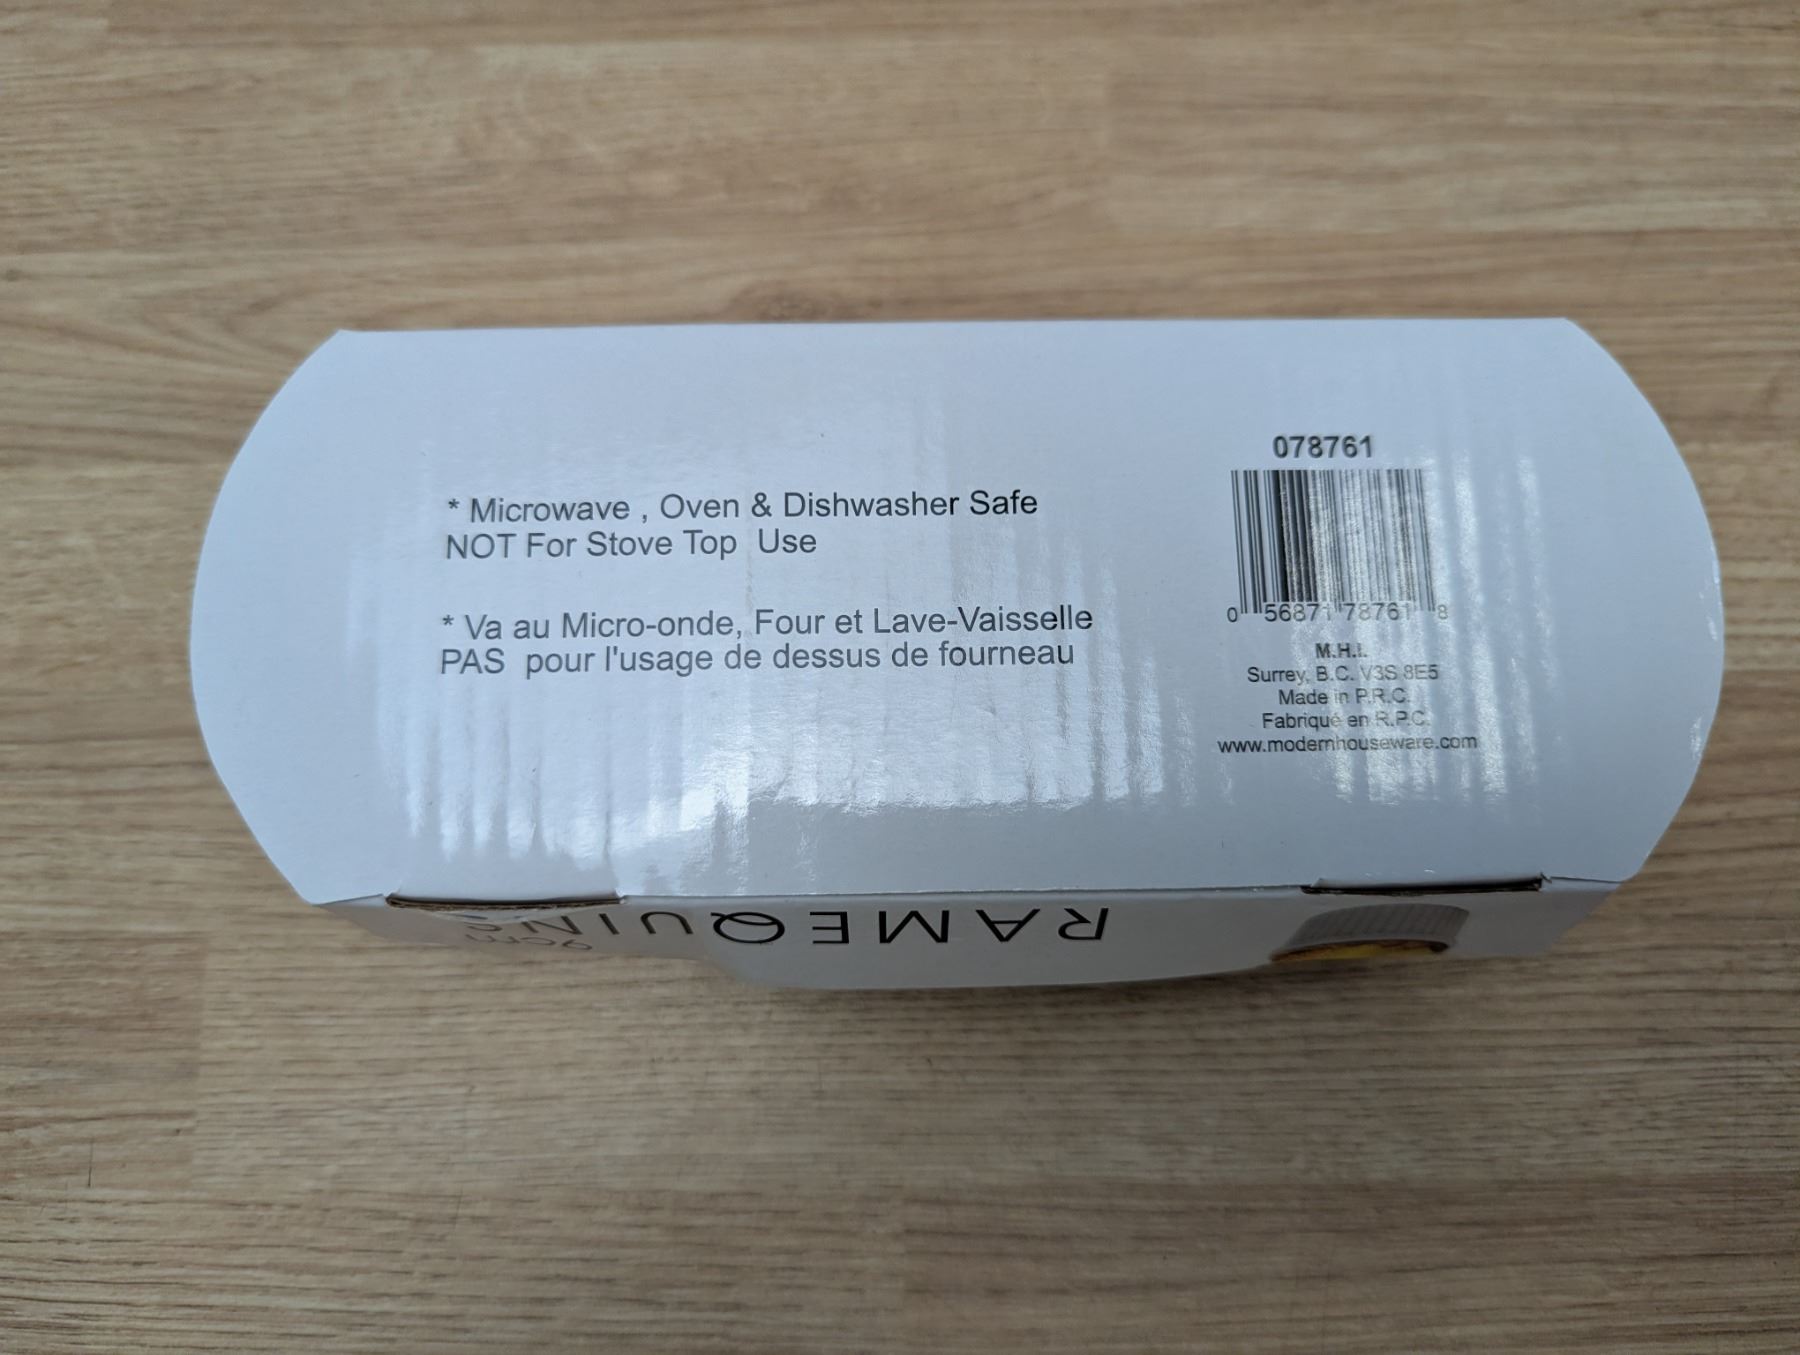 * Microwave , Oven & Dishwasher Safe
NOT For Stove Top Use
* Va au Micro-onde, Four et Lave-Vaisselle
PAS pour l'usage de dessus de fourneau
078761
0 56871 78761 8
M.H.I.
Surrey, B.C. V3S 8E5
Made in P.R.C.
Fabriqué en R.P.C.
www.modernhouseware.com
RAMEQUINS
9cm